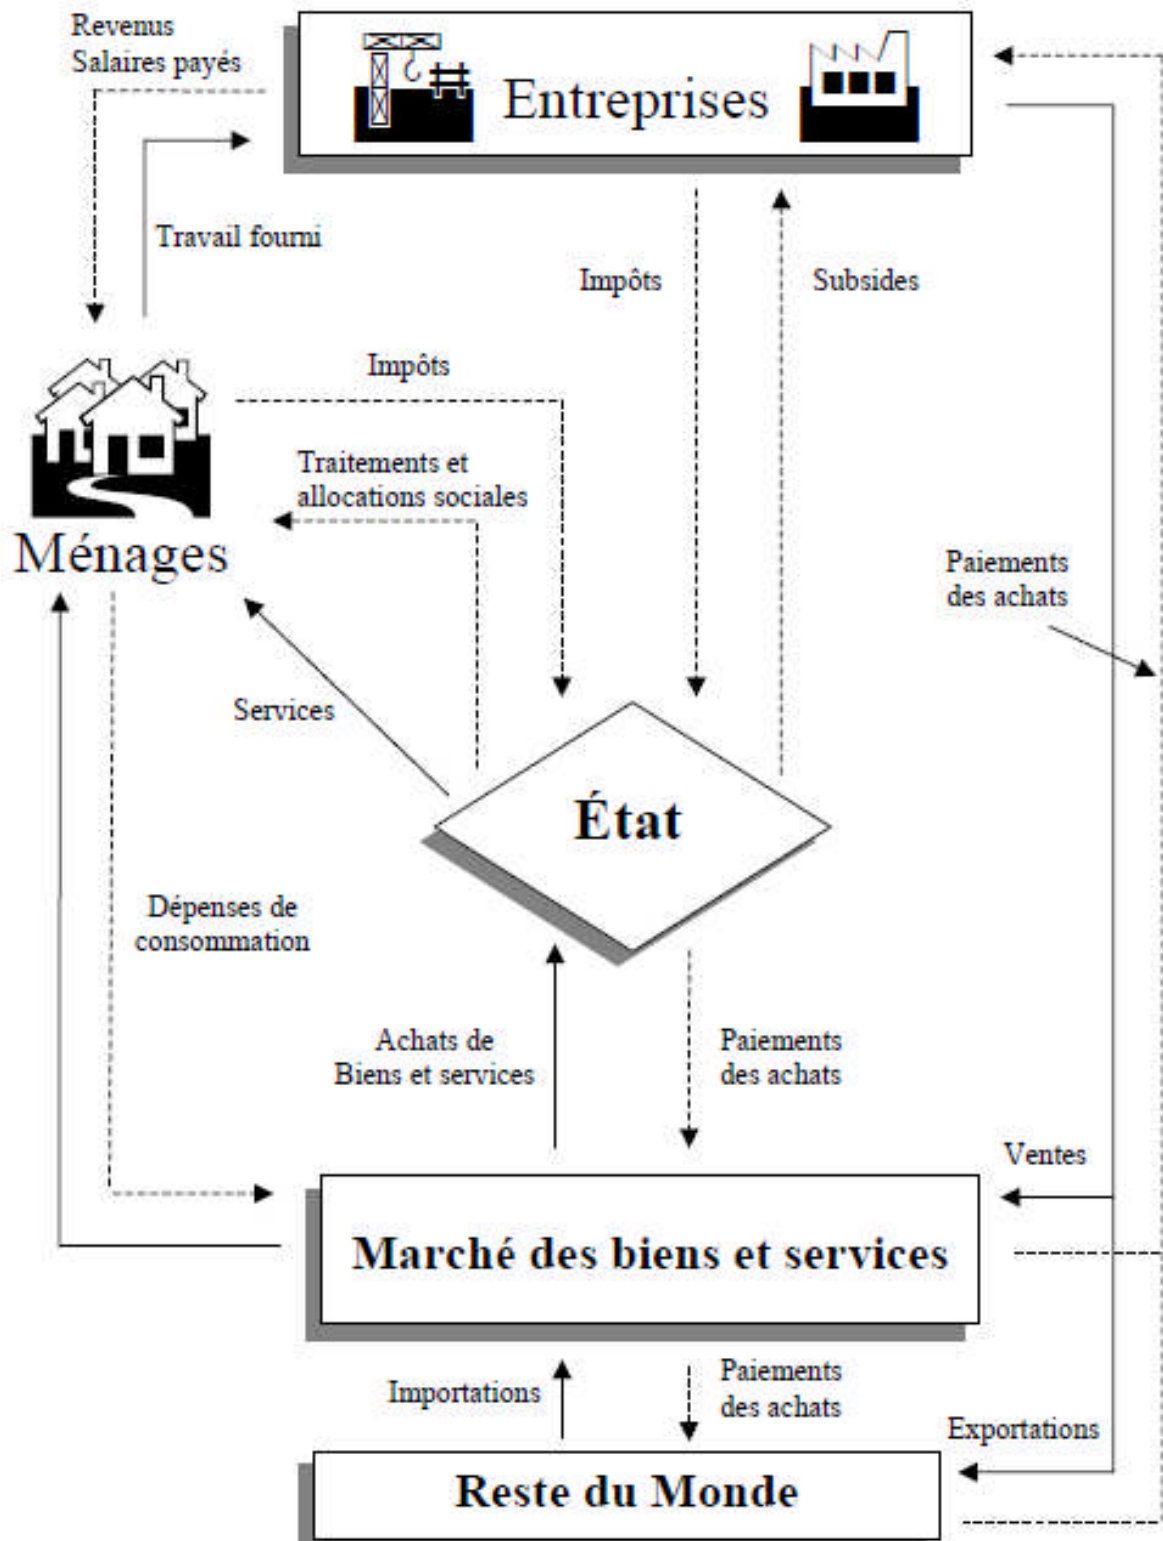 Revenus
Salaires payés
Entreprises
Travail fourni
Impôts
Subsides
Impôts
Traitements et
allocations sociales
Ménages
Paiements
des achats
Services
État
Dépenses de
consommation
Achats de
Biens et services
Paiements
des achats
Ventes
Marché des biens et services
Importations
Paiements
des achats
Exportations
Reste du Monde